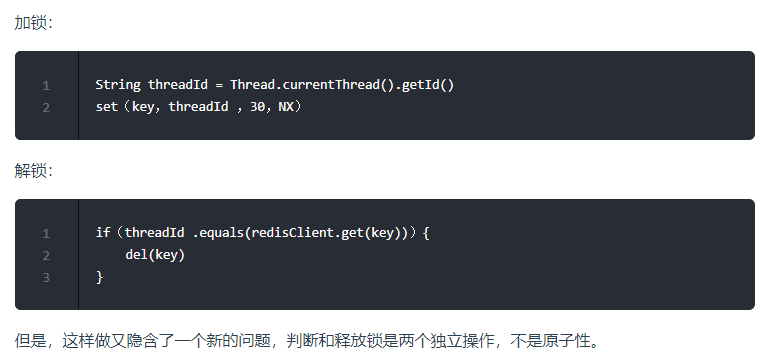 加锁：
1 String threadId = Thread.currentThread().getId()
2 set（key，threadId ，30，NX）
解锁：
1 if（threadId .equals(redisClient.get(key))）{
2 del(key)
3 }
但是，这样做又隐含了一个新的问题，判断和释放锁是两个独立操作，不是原子性。